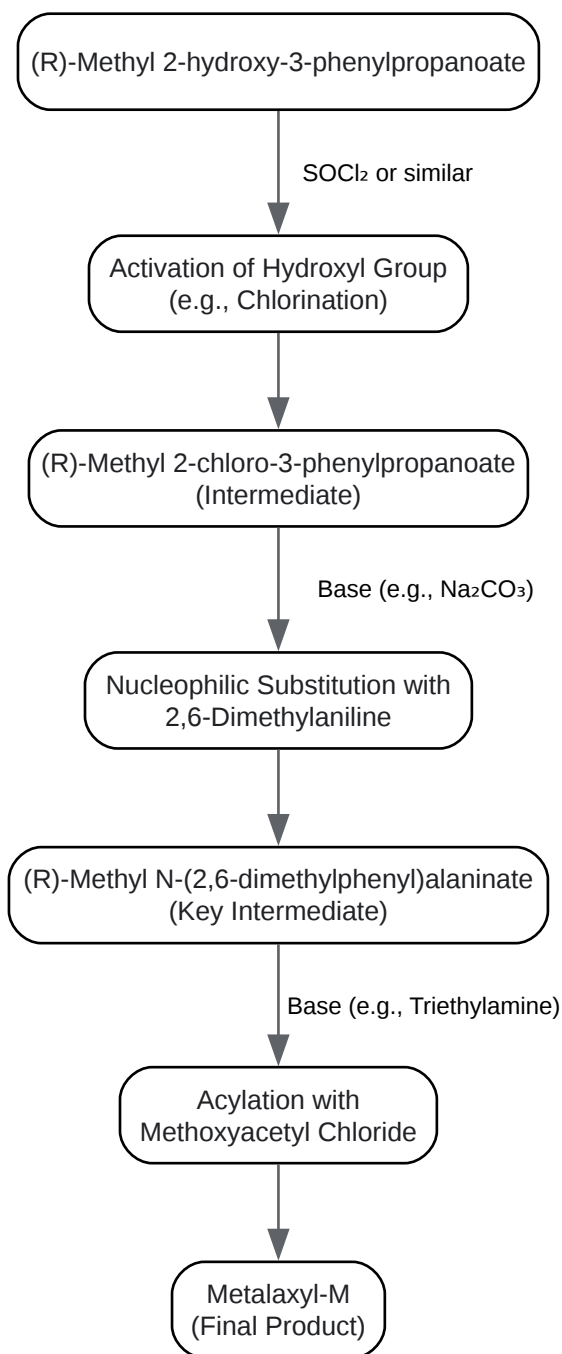 (R)-Methyl 2-hydroxy-3-phenylpropanoate
SOCl₂ or similar
Activation of Hydroxyl Group
(e.g., Chlorination)
(R)-Methyl 2-chloro-3-phenylpropanoate
(Intermediate)
Base (e.g., Na₂CO₃)
Nucleophilic Substitution with
2,6-Dimethylaniline
(R)-Methyl N-(2,6-dimethylphenyl)alaninate
(Key Intermediate)
Base (e.g., Triethylamine)
Acylation with
Methoxyacetyl Chloride
Metalaxyl-M
(Final Product)